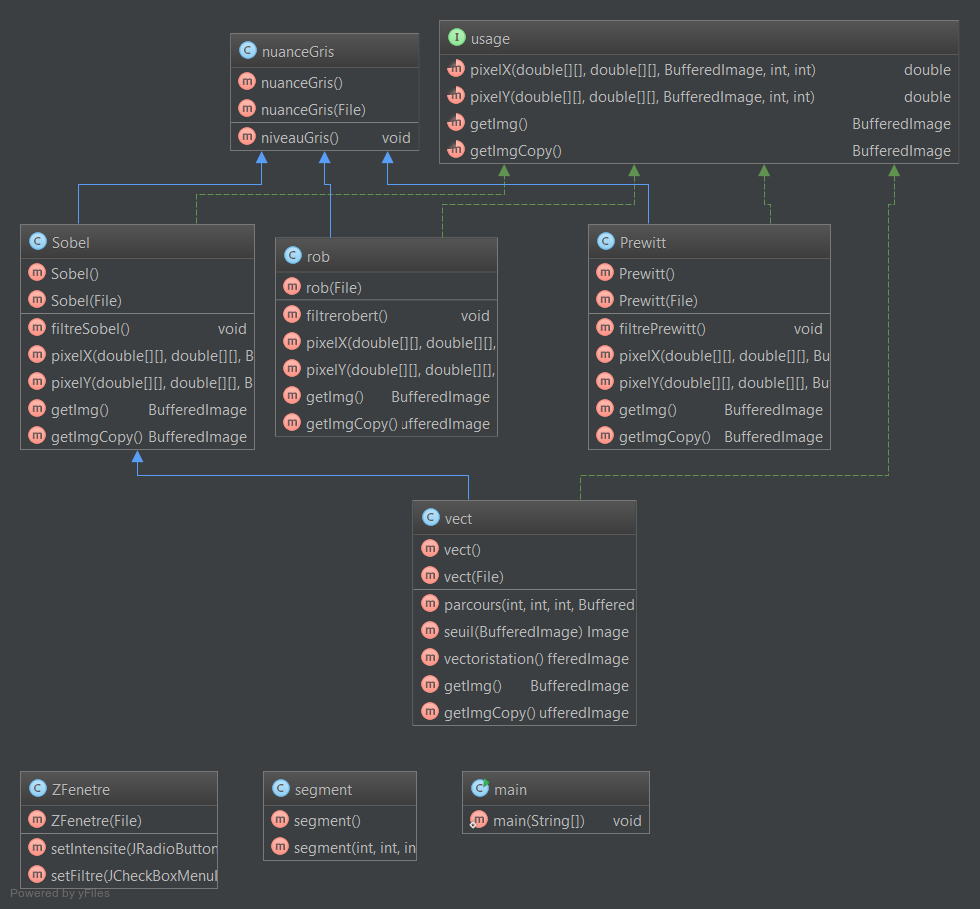 nuanceGris
nuanceGris()
nuanceGris(File)
niveauGris() void
usage
pixelX(double[][], double[][], BufferedImage, int, int) double
pixelY(double[][], double[][], BufferedImage, int, int) double
getImg() BufferedImage
getImgCopy() BufferedImage
Sobel
Sobel()
Sobel(File)
filtreSobel() void
pixelX(double[][], double[][], B
pixelY(double[][], double[][], B
getImg() BufferedImage
getImgCopy() BufferedImage
rob
rob(File)
filtrerobert() void
pixelX(double[][], double[][],
pixelY(double[][], double[][],
getImg() BufferedImage
getImgCopy() ufferedImage
Prewitt
Prewitt()
Prewitt(File)
filtrePrewitt() void
pixelX(double[][], double[][], Bu
pixelY(double[][], double[][], Bu
getImg() BufferedImage
getImgCopy() BufferedImage
vect
vect()
vect(File)
parcours(int, int, int, Buffered
seuil(BufferedImage) Image
vectoristation() fferedImage
getImg() BufferedImage
getImgCopy() ufferedImage
ZFenetre
ZFenetre(File)
setIntensite(JRadioButton
setFiltre(JCheckBoxMenuI
segment
segment()
segment(int, int, in
main
main(String[]) void
Powered by yFiles